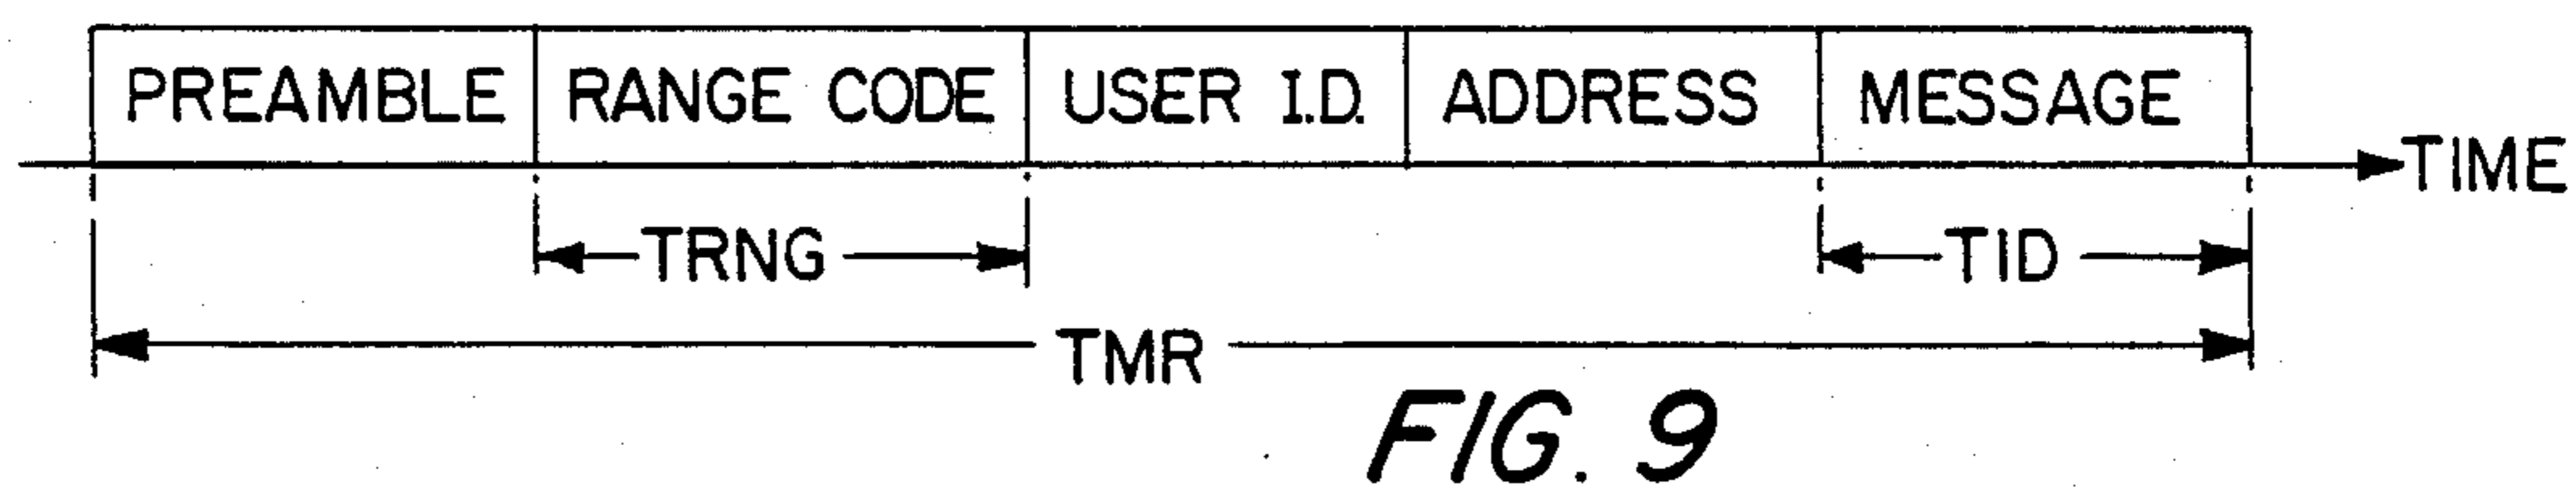 PREAMBLE RANGE CODE USER I.D. ADDRESS MESSAGE
TIME
TRNG TID
TMR
FIG. 9